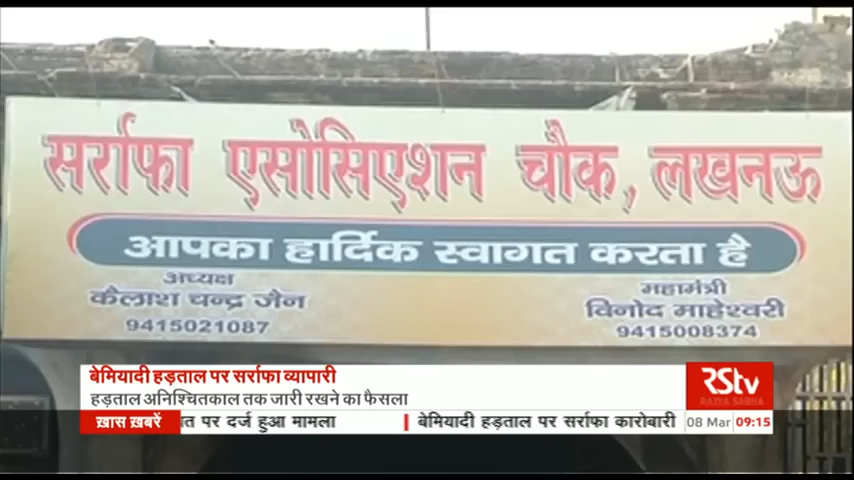 सर्राफा एसोसिएशन चौक, लखनऊ
आपका हार्दिक स्वागत करता है
अध्यक्ष
कैलाश चन्द्र जैन
9415021087
महामंत्री
विनोद माहेश्वरी
9415008374
बेमियादी हड़ताल पर सर्राफा व्यापारी
हड़ताल अनिश्चितकाल तक जारी रखने का फैसला
RStv
RAJYA SABHA
ख़ास ख़बरें
पर दर्ज हुआ मामला | बेमियादी हड़ताल पर सर्राफा कारोबारी
08 Mar 09:15